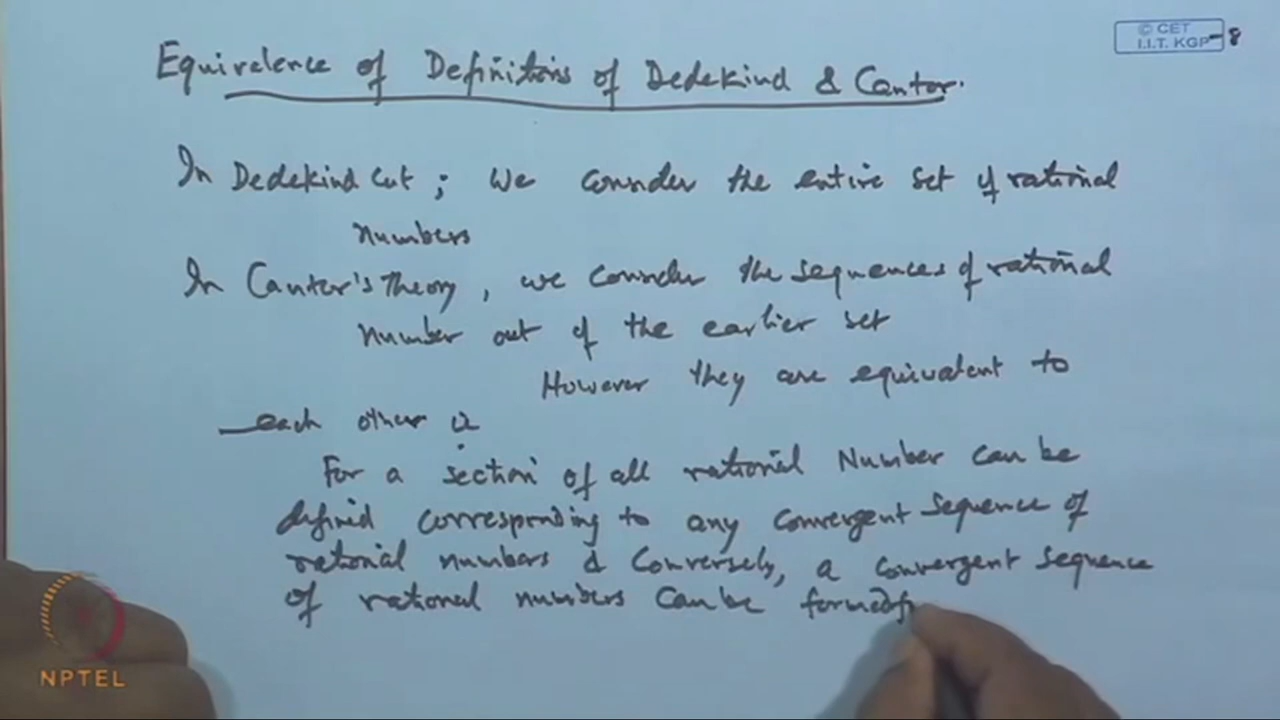 © CET
I.I.T. KGP
-8
Equivalence of Definitions of Dedekind & Cantor.
In Dedekind cut ; We consider the entire set of rational
numbers
In Cantor's Theory, we consider the sequences of rational
number out of the earlier set
However they are equivalent to
each other ie
For a section of all rational Number can be
defined corresponding to any convergent sequence of
rational numbers & Conversely, a convergent sequence
of rational numbers can be formed
NPTEL